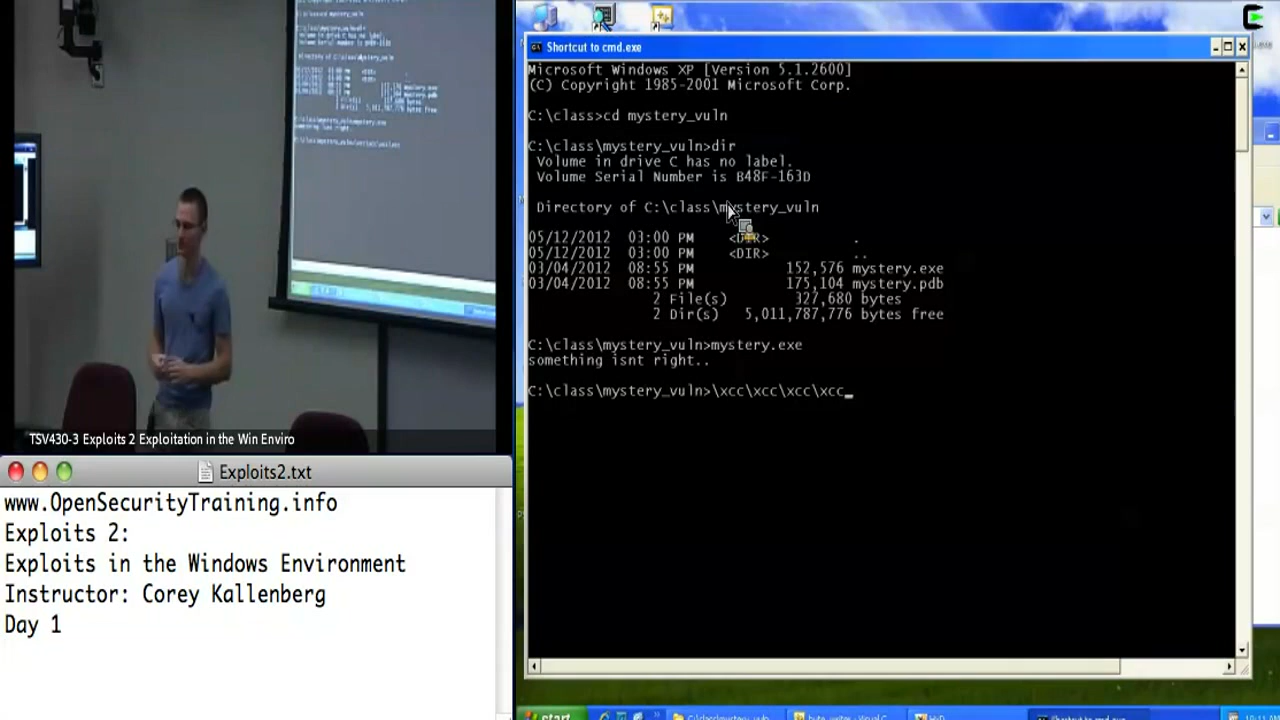 Shortcut to cmd.exe
Microsoft Windows XP [Version 5.1.2600]
(C) Copyright 1985-2001 Microsoft Corp.
C:\class>cd mystery_vuln
C:\class\mystery_vuln>dir
Volume in drive C has no label.
Volume Serial Number is B48F-163D
Directory of C:\class\mystery_vuln
05/12/2012 03:00 PM <DIR> .
05/12/2012 03:00 PM <DIR> ..
03/04/2012 08:55 PM 152,576 mystery.exe
03/04/2012 08:55 PM 175,104 mystery.pdb
2 File(s) 327,680 bytes
2 Dir(s) 5,011,787,776 bytes free
C:\class\mystery_vuln>mystery.exe
something isnt right..
C:\class\mystery_vuln>\xcc\xcc\xcc\xcc_
TSV430-3 Exploits 2 Exploitation in the Win Enviro
Exploits2.txt
www.OpenSecurityTraining.info
Exploits 2:
Exploits in the Windows Environment
Instructor: Corey Kallenberg
Day 1
start